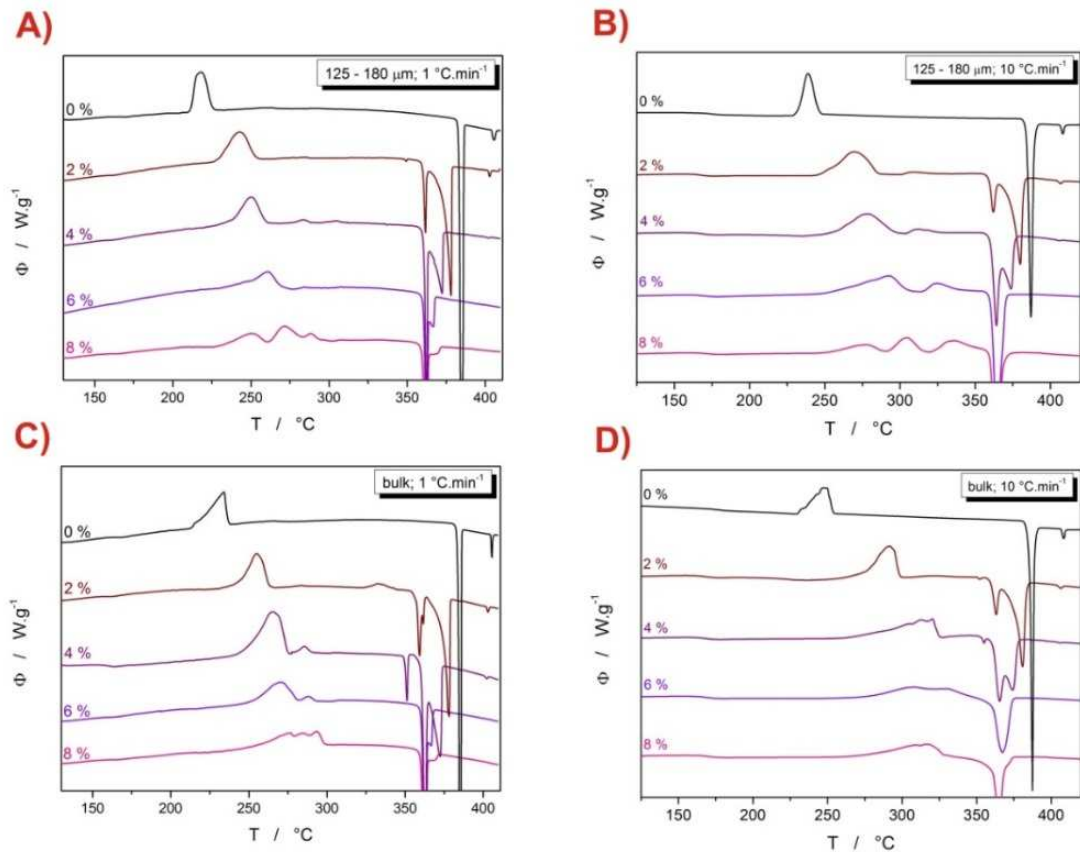 A)
125 - 180 μm; 1 °C.min⁻¹
0 %
2 %
4 %
6 %
8 %
Φ / W.g⁻¹
150 200 250 300 350 400
T / °C
B)
125 - 180 μm; 10 °C.min⁻¹
0 %
2 %
4 %
6 %
8 %
Φ / W.g⁻¹
150 200 250 300 350 400
T / °C
C)
bulk; 1 °C.min⁻¹
0 %
2 %
4 %
6 %
8 %
Φ / W.g⁻¹
150 200 250 300 350 400
T / °C
D)
bulk; 10 °C.min⁻¹
0 %
2 %
4 %
6 %
8 %
Φ / W.g⁻¹
150 200 250 300 350 400
T / °C